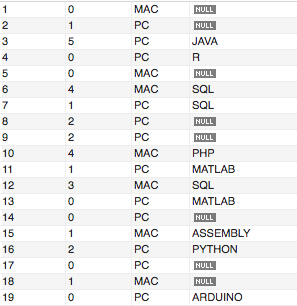 1 0 MAC NULL
2 1 PC NULL
3 5 PC JAVA
4 0 PC R
5 0 MAC NULL
6 4 MAC SQL
7 1 PC SQL
8 2 PC NULL
9 2 PC NULL
10 4 MAC PHP
11 1 PC MATLAB
12 3 MAC SQL
13 0 PC MATLAB
14 0 PC NULL
15 1 MAC ASSEMBLY
16 2 PC PYTHON
17 0 PC NULL
18 1 MAC NULL
19 0 PC ARDUINO